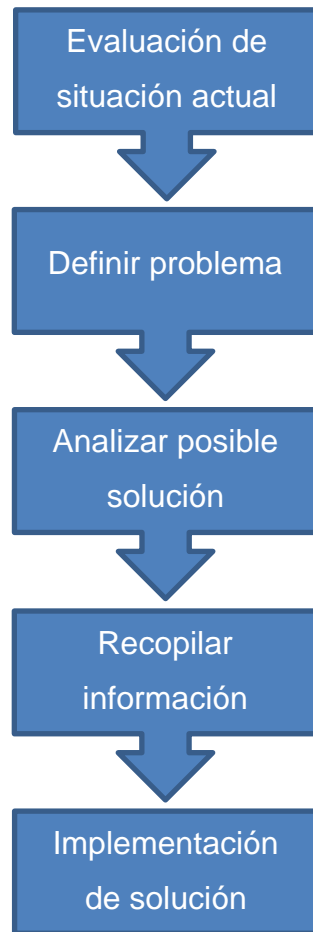 Evaluación de
situación actual
Definir problema
Analizar posible
solución
Recopilar
información
Implementación
de solución